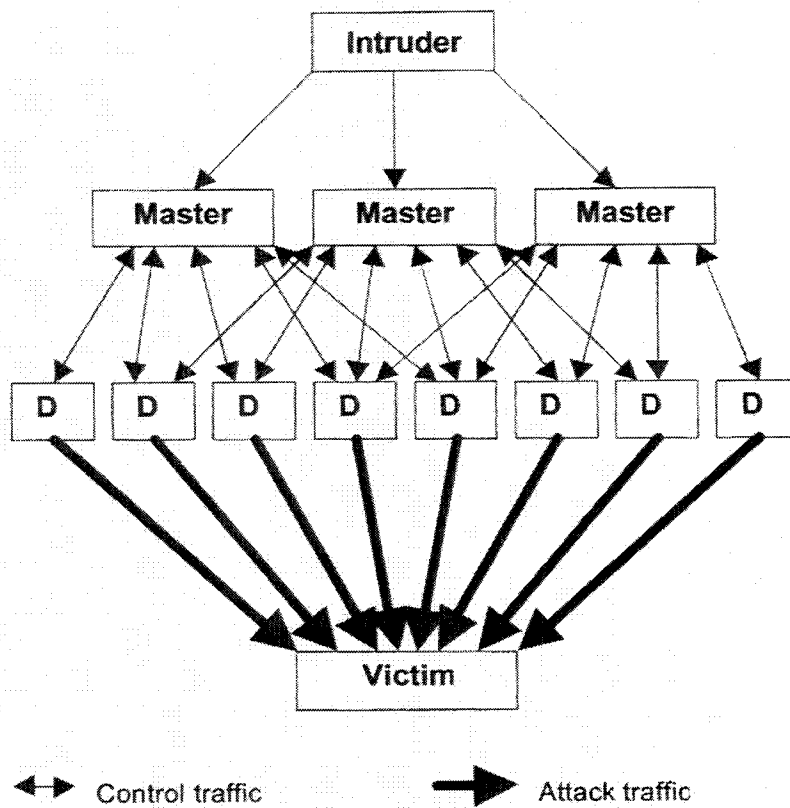 Intruder
Master Master Master
D D D D D D D D
Victim
Control traffic Attack traffic